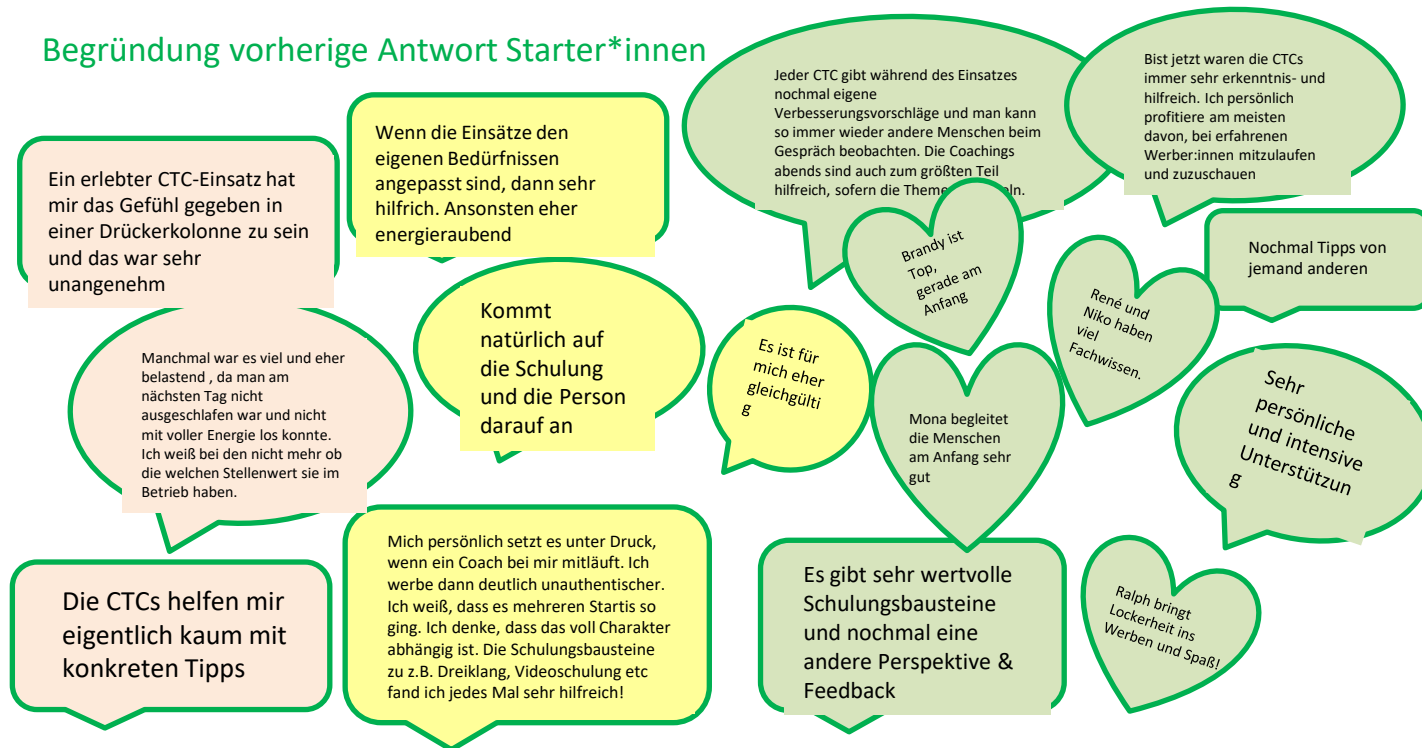 Begründung vorherige Antwort Starter*innen
Ein erlebter CTC-Einsatz hat
mir das Gefühl gegeben in
einer Drückerkolonne zu sein
und das war sehr
unangenehm
Wenn die Einsätze den
eigenen Bedürfnissen
angepasst sind, dann sehr
hilfrich. Ansonsten eher
energieraubend
Jeder CTC gibt während des Einsatzes
nochmal eigene
Verbesserungsvorschläge und man kann
so immer wieder andere Menschen beim
Gespräch beobachten. Die Coachings
abends sind auch zum größten Teil
hilfreich, sofern die Theme
ln.
Bist jetzt waren die CTCs
immer sehr erkenntnis- und
hilfreich. Ich persönlich
profitiere am meisten
davon, bei erfahrenen
Werber:innen mitzulaufen
und zuzuschauen
Brandy ist
Top,
gerade am
Anfang
Nochmal Tipps von
jemand anderen
René und
Niko haben
viel
Fachwissen.
Manchmal war es viel und eher
belastend , da man am
nächsten Tag nicht
ausgeschlafen war und nicht
mit voller Energie los konnte.
Ich weiß bei den nicht mehr ob
die welchen Stellenwert sie im
Betrieb haben.
Kommt
natürlich auf
die Schulung
und die Person
darauf an
Es ist für
mich eher
gleichgülti
g
Mona begleitet
die Menschen
am Anfang sehr
gut
Sehr
persönliche
und intensive
Unterstützun
g
Die CTCs helfen mir
eigentlich kaum mit
konkreten Tipps
Mich persönlich setzt es unter Druck,
wenn ein Coach bei mir mitläuft. Ich
werbe dann deutlich unauthentischer.
Ich weiß, dass es mehreren Startis so
ging. Ich denke, dass das voll Charakter
abhängig ist. Die Schulungsbausteine
zu z.B. Dreiklang, Videoschulung etc
fand ich jedes Mal sehr hilfreich!
Es gibt sehr wertvolle
Schulungsbausteine
und nochmal eine
andere Perspektive &
Feedback
Ralph bringt
Lockerheit ins
Werben und Spaß!